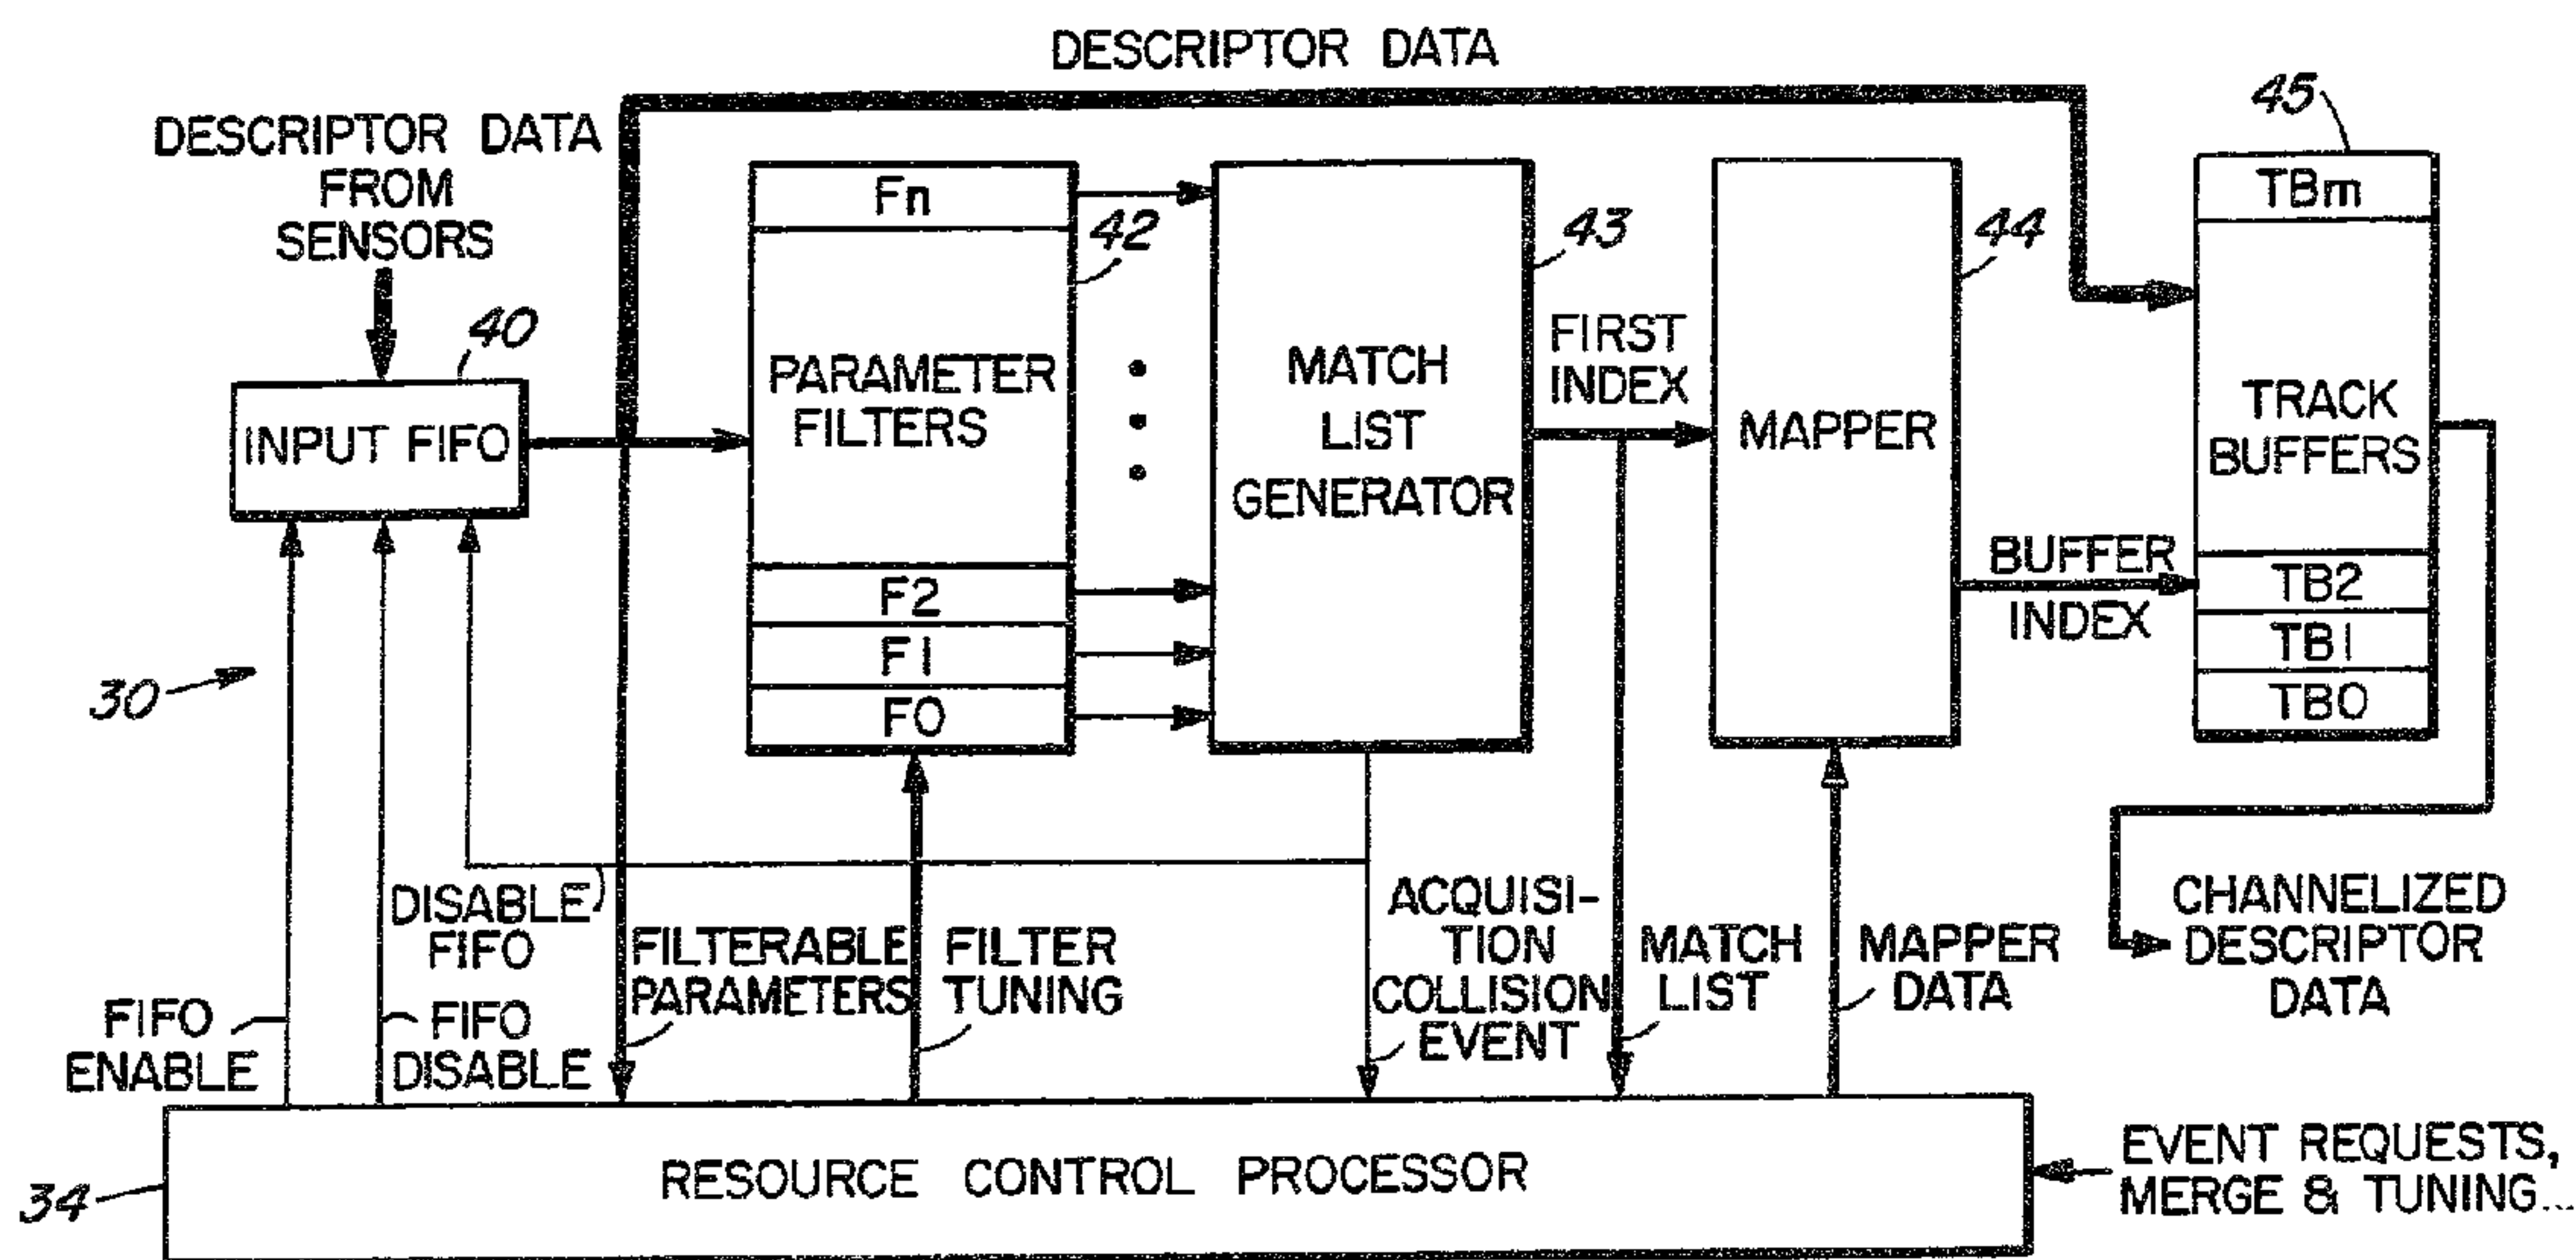 DESCRIPTOR DATA
DESCRIPTOR DATA
FROM
SENSORS
40
INPUT FIFO
Fn
42
PARAMETER
FILTERS
F2
F1
F0
MATCH
LIST
GENERATOR
43
FIRST
INDEX
MAPPER
44
BUFFER
INDEX
45
TBm
TRACK
BUFFERS
TB2
TB1
TB0
30
DISABLE
FIFO
FIFO
ENABLE
FIFO
DISABLE
FILTERABLE
PARAMETERS
FILTER
TUNING
ACQUISI-
TION
COLLISION
EVENT
MATCH
LIST
MAPPER
DATA
CHANNELIZED
DESCRIPTOR
DATA
34
RESOURCE CONTROL PROCESSOR
EVENT REQUESTS,
MERGE & TUNING...